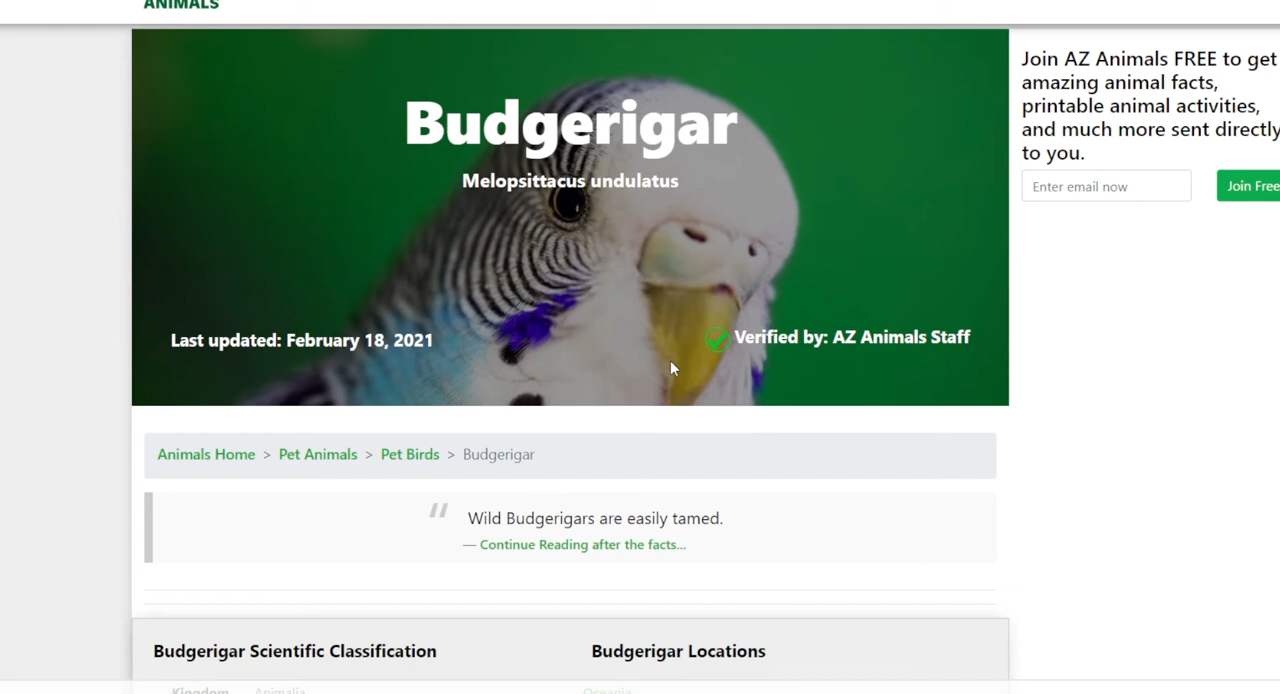 ANIMALS
Budgerigar
Melopsittacus undulatus
Last updated: February 18, 2021
Verified by: AZ Animals Staff
Join AZ Animals FREE to get
amazing animal facts,
printable animal activities,
and much more sent directly
to you.
Enter email now
Join Free
Animals Home > Pet Animals > Pet Birds > Budgerigar
" Wild Budgerigars are easily tamed.
— Continue Reading after the facts...
Budgerigar Scientific Classification
Budgerigar Locations
Kingdom Animalia
Oceania